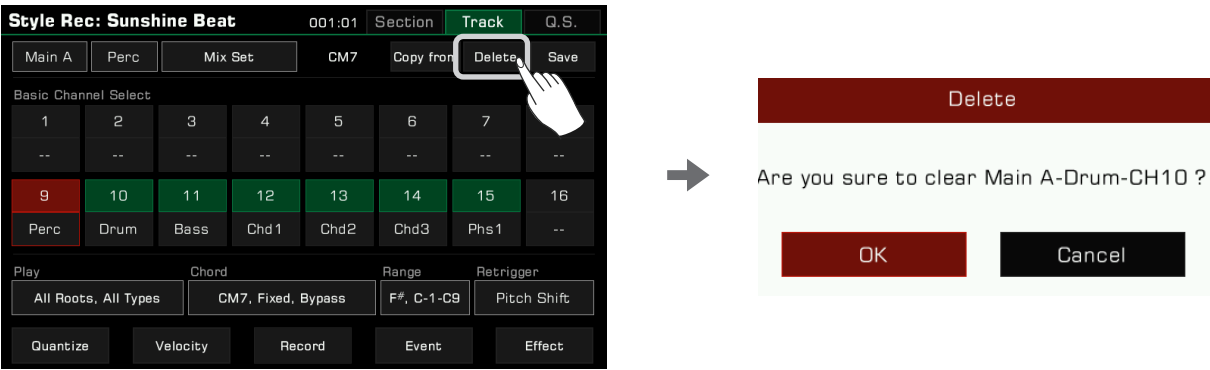 Style Rec: Sunshine Beat 001:01 Section Track Q.S.
Main A Perc Mix Set CM7 Copy from Delete Save
Basic Channel Select
1 2 3 4 5 6 7
-- -- -- -- -- -- -- --
9 10 11 12 13 14 15 16
Perc Drum Bass Chd1 Chd2 Chd3 Phs1 --
Play Chord Range Retrigger
All Roots, All Types CM7, Fixed, Bypass F#, C-1-C9 Pitch Shift
Quantize Velocity Record Event Effect
Delete
Are you sure to clear Main A-Drum-CH10 ?
OK Cancel